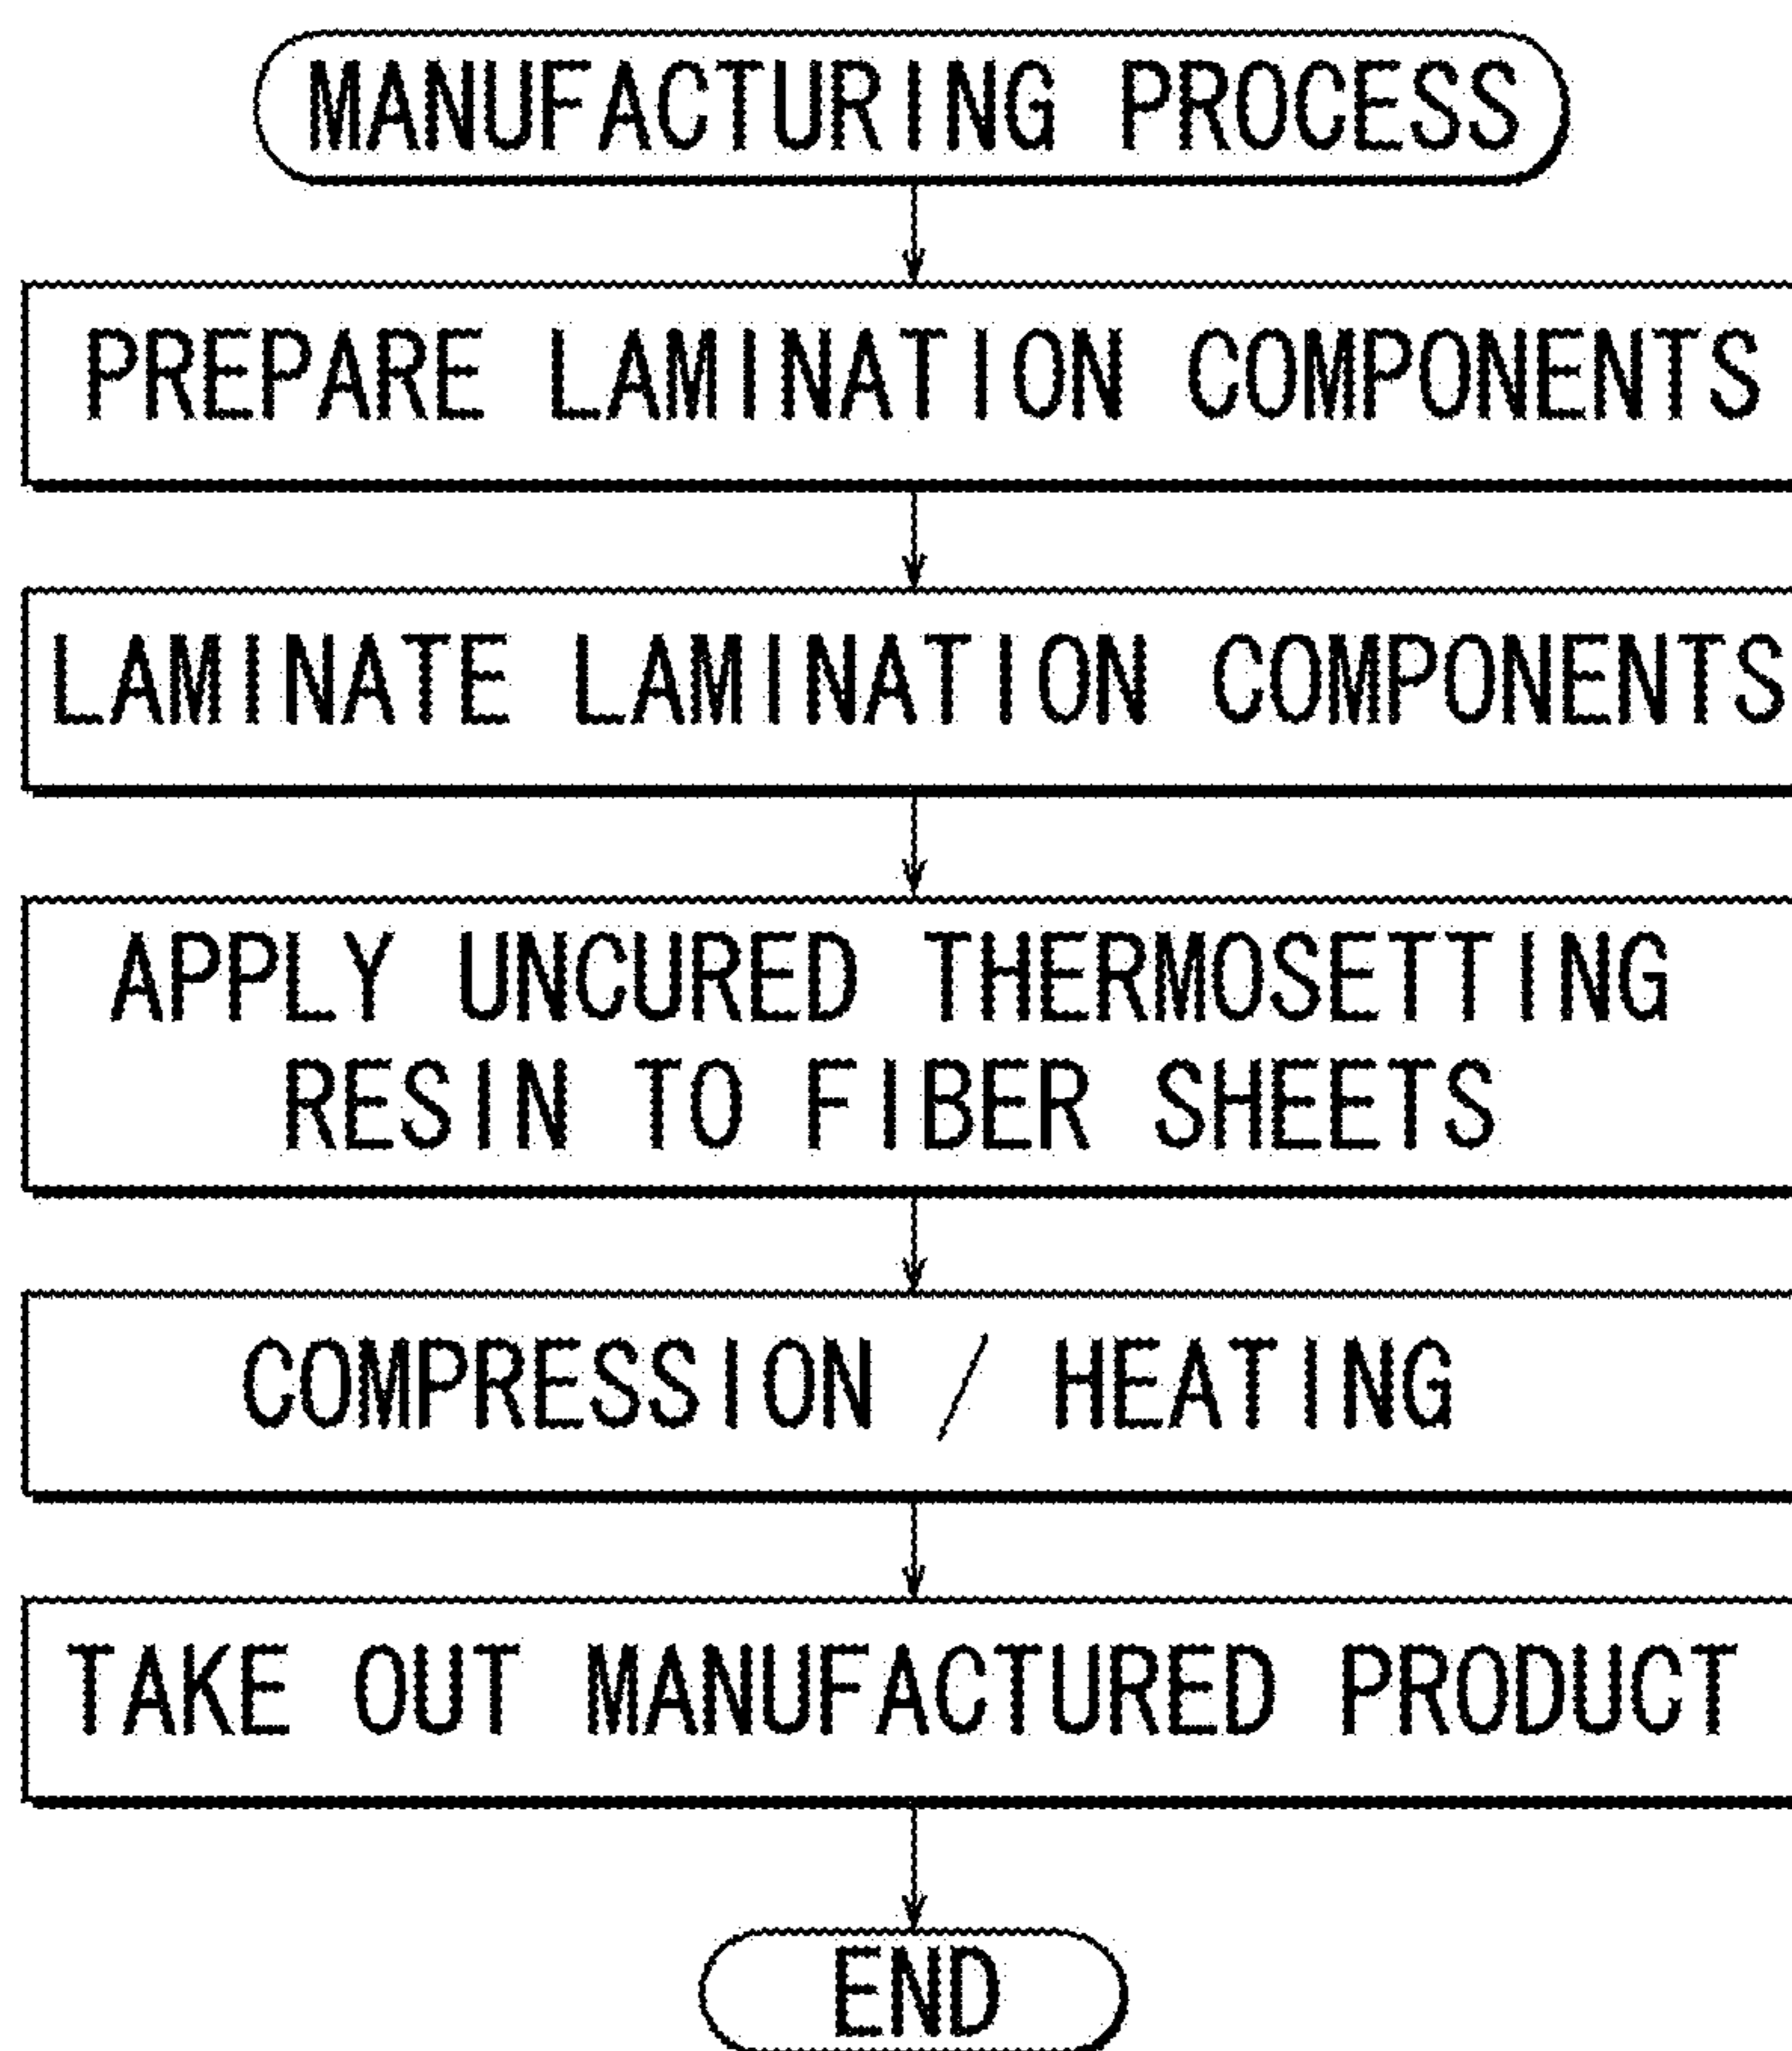 MANUFACTURING PROCESS
PREPARE LAMINATION COMPONENTS
LAMINATE LAMINATION COMPONENTS
APPLY UNCURED THERMOSETTING
RESIN TO FIBER SHEETS
COMPRESSION / HEATING
TAKE OUT MANUFACTURED PRODUCT
END